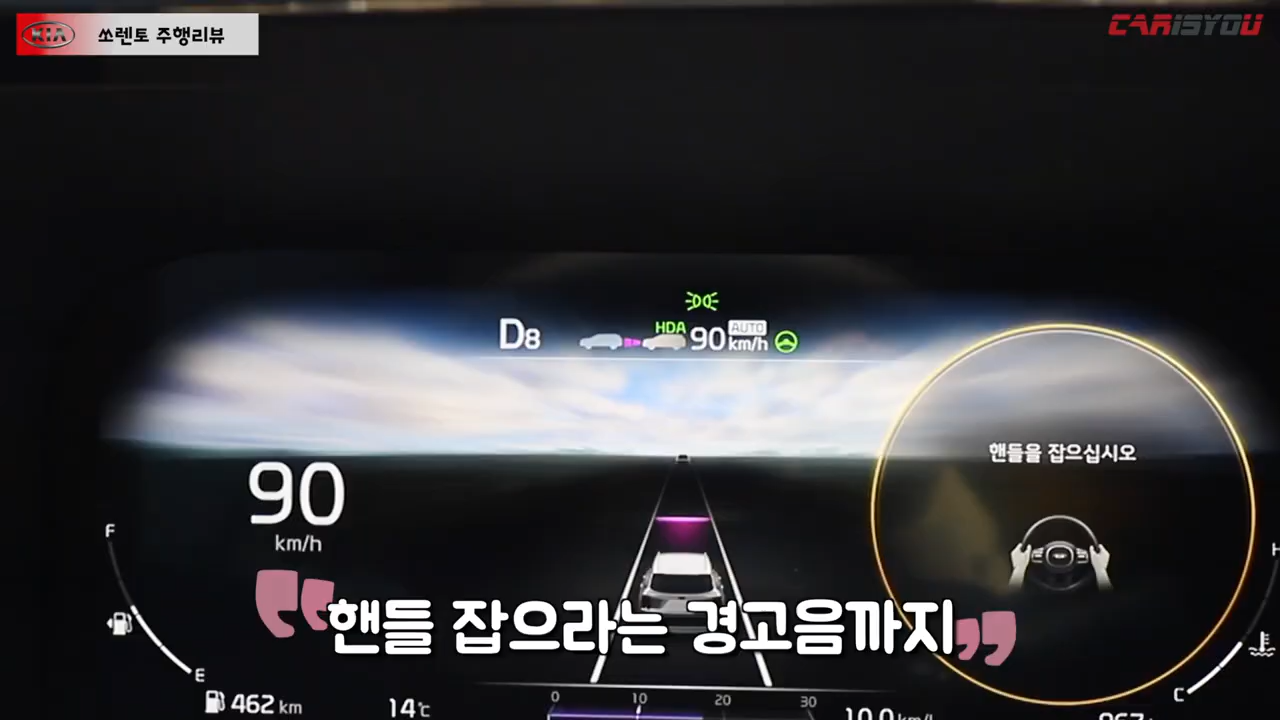 KIA 쏘렌토 주행리뷰
CARISYOU
D8
HDA 90 km/h AUTO
핸들을 잡으십시오
90
km/h
F
H
핸들 잡으라는 경고음까지
E
C
462 km
14℃
0 10 20 30